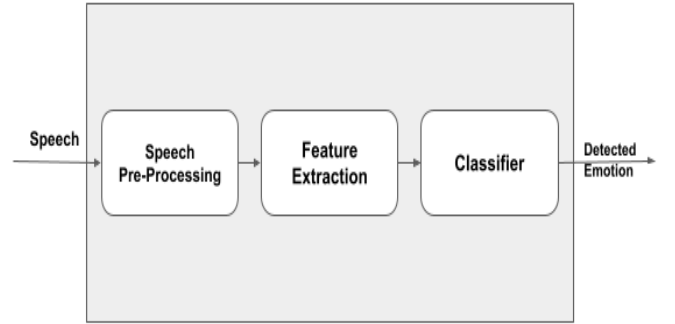 Speech
Speech
Pre-Processing
Feature
Extraction
Classifier
Detected
Emotion